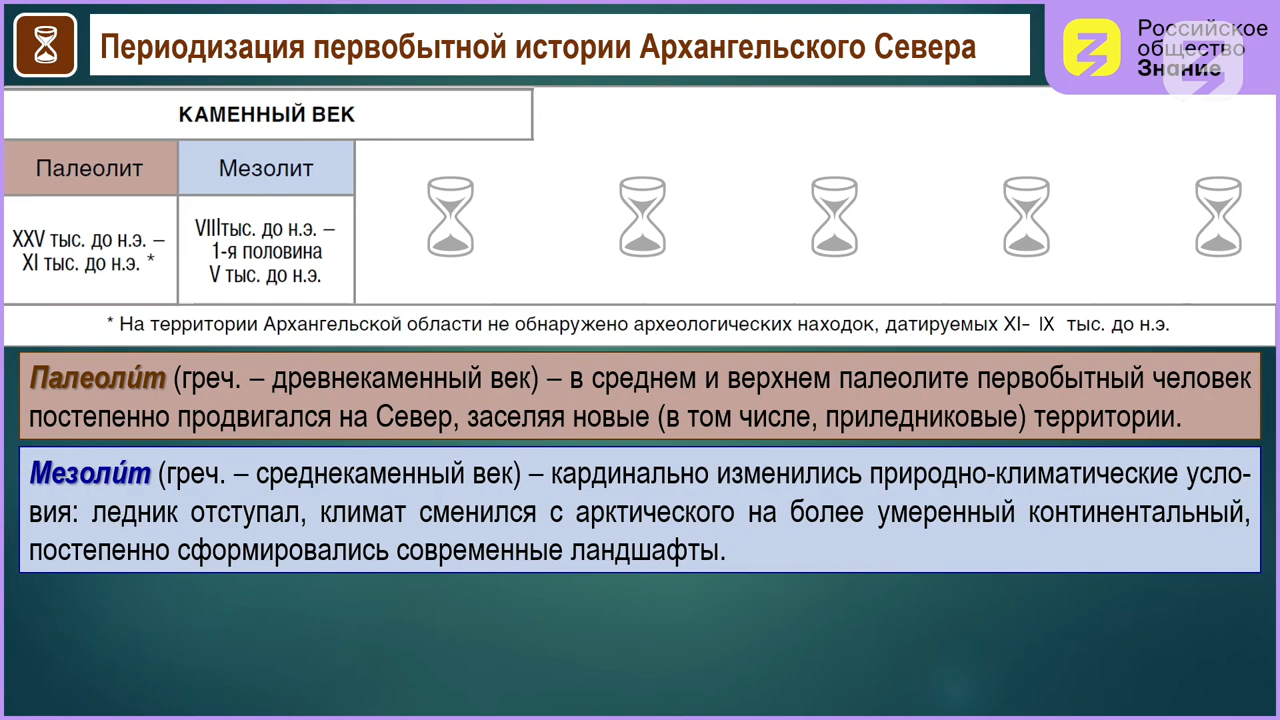 Периодизация первобытной истории Архангельского Севера
Российское
общество
Знание
КАМЕННЫЙ ВЕК
Палеолит
Мезолит
XXV тыс. до н.э. –
XI тыс. до н.э. *
VIIIтыс. до н.э. –
1-я половина
V тыс. до н.э.
* На территории Архангельской области не обнаружено археологических находок, датируемых XI- IX тыс. до н.э.
Палеоли́т (греч. – древнекаменный век) – в среднем и верхнем палеолите первобытный человек
постепенно продвигался на Север, заселяя новые (в том числе, приледниковые) территории.
Мезоли́т (греч. – среднекаменный век) – кардинально изменились природно-климатические усло-
вия: ледник отступал, климат сменился с арктического на более умеренный континентальный,
постепенно сформировались современные ландшафты.